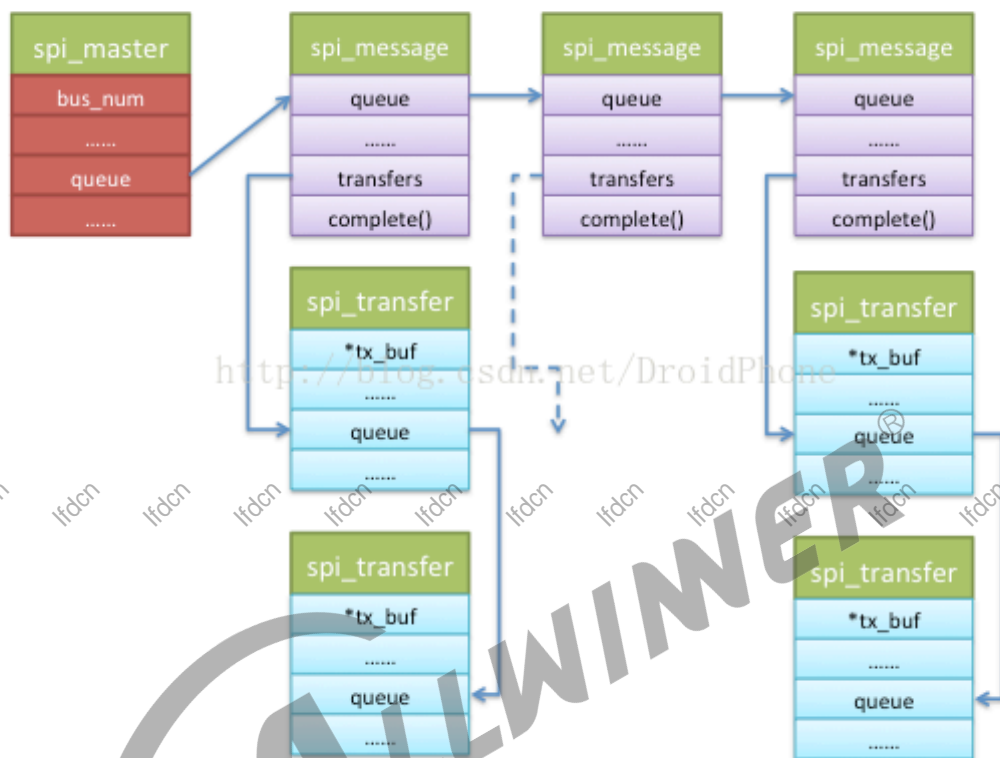 spi_master
bus_num
......
queue
......
spi_message
queue
......
transfers
complete()
spi_message
queue
......
transfers
complete()
spi_message
queue
......
transfers
complete()
spi_transfer
*tx_buf
......
queue
......
spi_transfer
*tx_buf
......
queue
......
spi_transfer
*tx_buf
......
queue
......
spi_transfer
*tx_buf
......
queue
......
http://blog.csdn.net/DroidPhone
lfdcn lfdcn lfdcn lfdcn lfdcn lfdcn lfdcn lfdcn lfdcn lfdcn lfdcn
ALLWINNER®